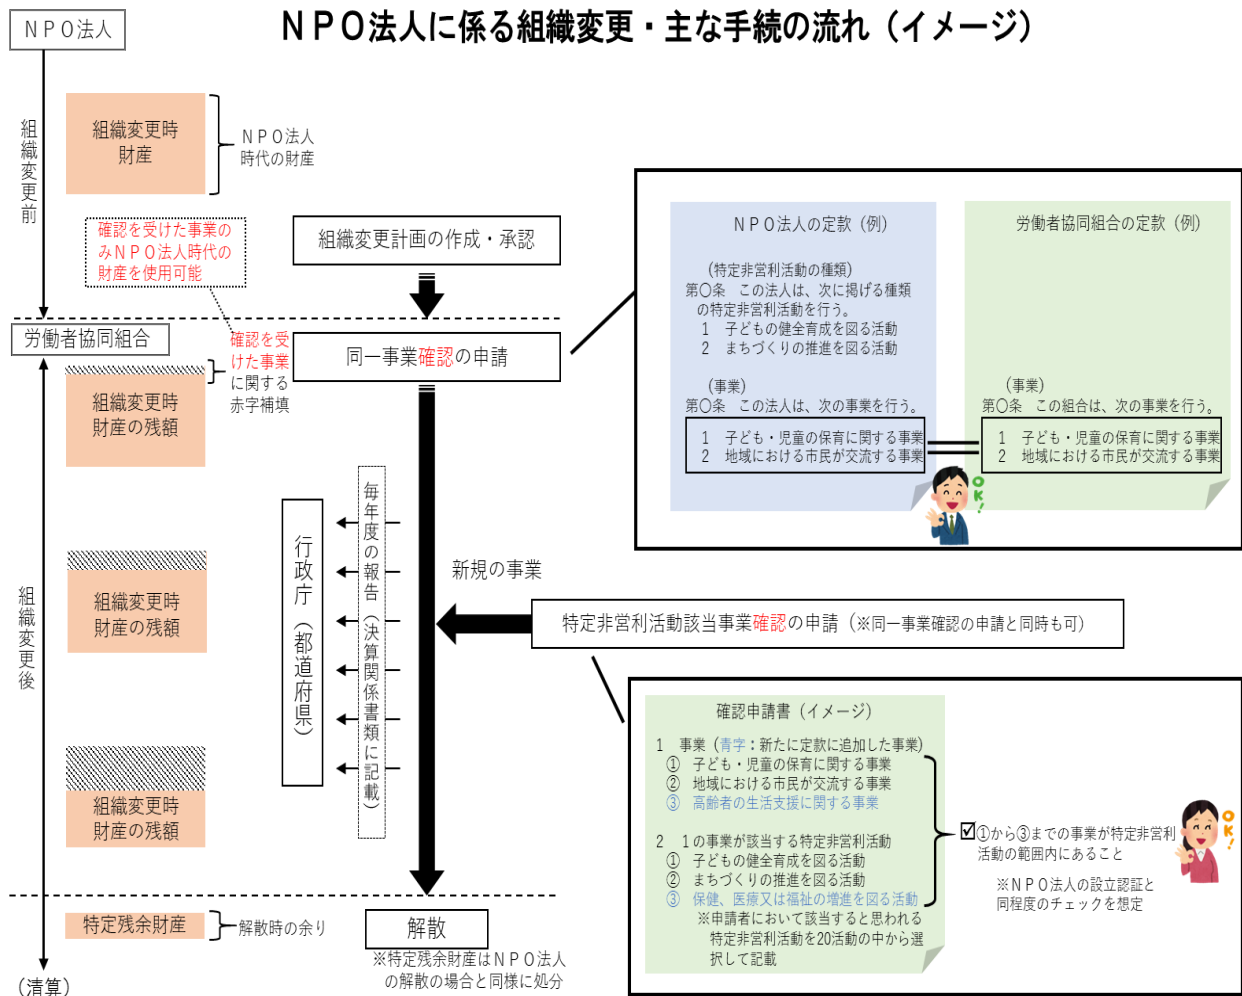 ＮＰＯ法人に係る組織変更・主な手続の流れ（イメージ）
ＮＰＯ法人
組織変更前
組織変更時
財産
ＮＰＯ法人
時代の財産
確認を受けた事業の
みＮＰＯ法人時代の
財産を使用可能
組織変更計画の作成・承認
労働者協同組合
確認を受
けた事業
に関する
赤字補填
同一事業確認の申請
組織変更時
財産の残額
組織変更後
組織変更時
財産の残額
組織変更時
財産の残額
行政庁（都道府県）
毎年度の報告（決算関係書類に記載）
新規の事業
特定非営利活動該当事業確認の申請（※同一事業確認の申請と同時も可）
特定残余財産
解散時の余り
解散
※特定残余財産はＮＰＯ法人
の解散の場合と同様に処分
（清算）
ＮＰＯ法人の定款（例）
（特定非営利活動の種類）
第〇条　この法人は、次に掲げる種類
の特定非営利活動を行う。
１　子どもの健全育成を図る活動
２　まちづくりの推進を図る活動
（事業）
第〇条　この法人は、次の事業を行う。
１　子ども・児童の保育に関する事業
２　地域における市民が交流する事業
労働者協同組合の定款（例）
（事業）
第〇条　この組合は、次の事業を行う。
１　子ども・児童の保育に関する事業
２　地域における市民が交流する事業
OK!
確認申請書（イメージ）
１　事業（青字：新たに定款に追加した事業）
①　子ども・児童の保育に関する事業
②　地域における市民が交流する事業
③　高齢者の生活支援に関する事業
２　１の事業が該当する特定非営利活動
①　子どもの健全育成を図る活動
②　まちづくりの推進を図る活動
③　保健、医療又は福祉の増進を図る活動
※申請者において該当すると思われる
特定非営利活動を20活動の中から選
択して記載
☑①から③までの事業が特定非営利
活動の範囲内にあること
※ＮＰＯ法人の設立認証と
同程度のチェックを想定
OK!